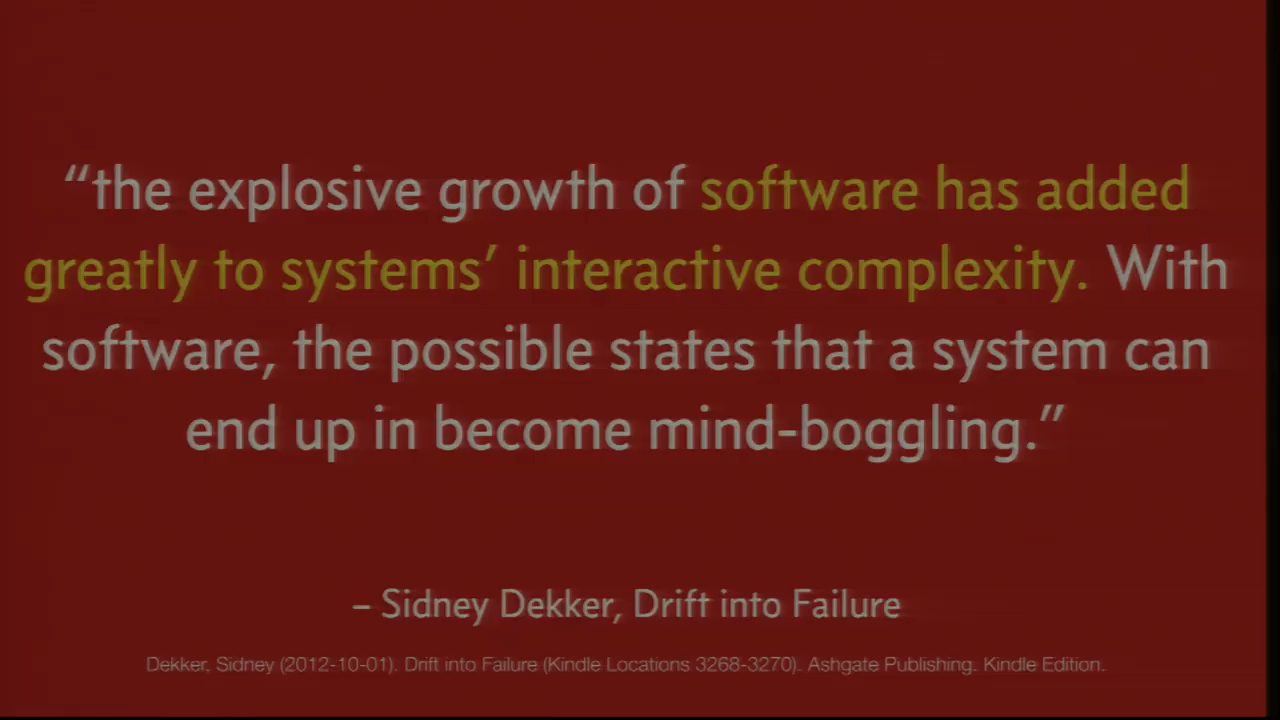 “the explosive growth of software has added
greatly to systems’ interactive complexity. With
software, the possible states that a system can
end up in become mind-boggling.”
– Sidney Dekker, Drift into Failure
Dekker, Sidney (2012-10-01). Drift into Failure (Kindle Locations 3268-3270). Ashgate Publishing. Kindle Edition.